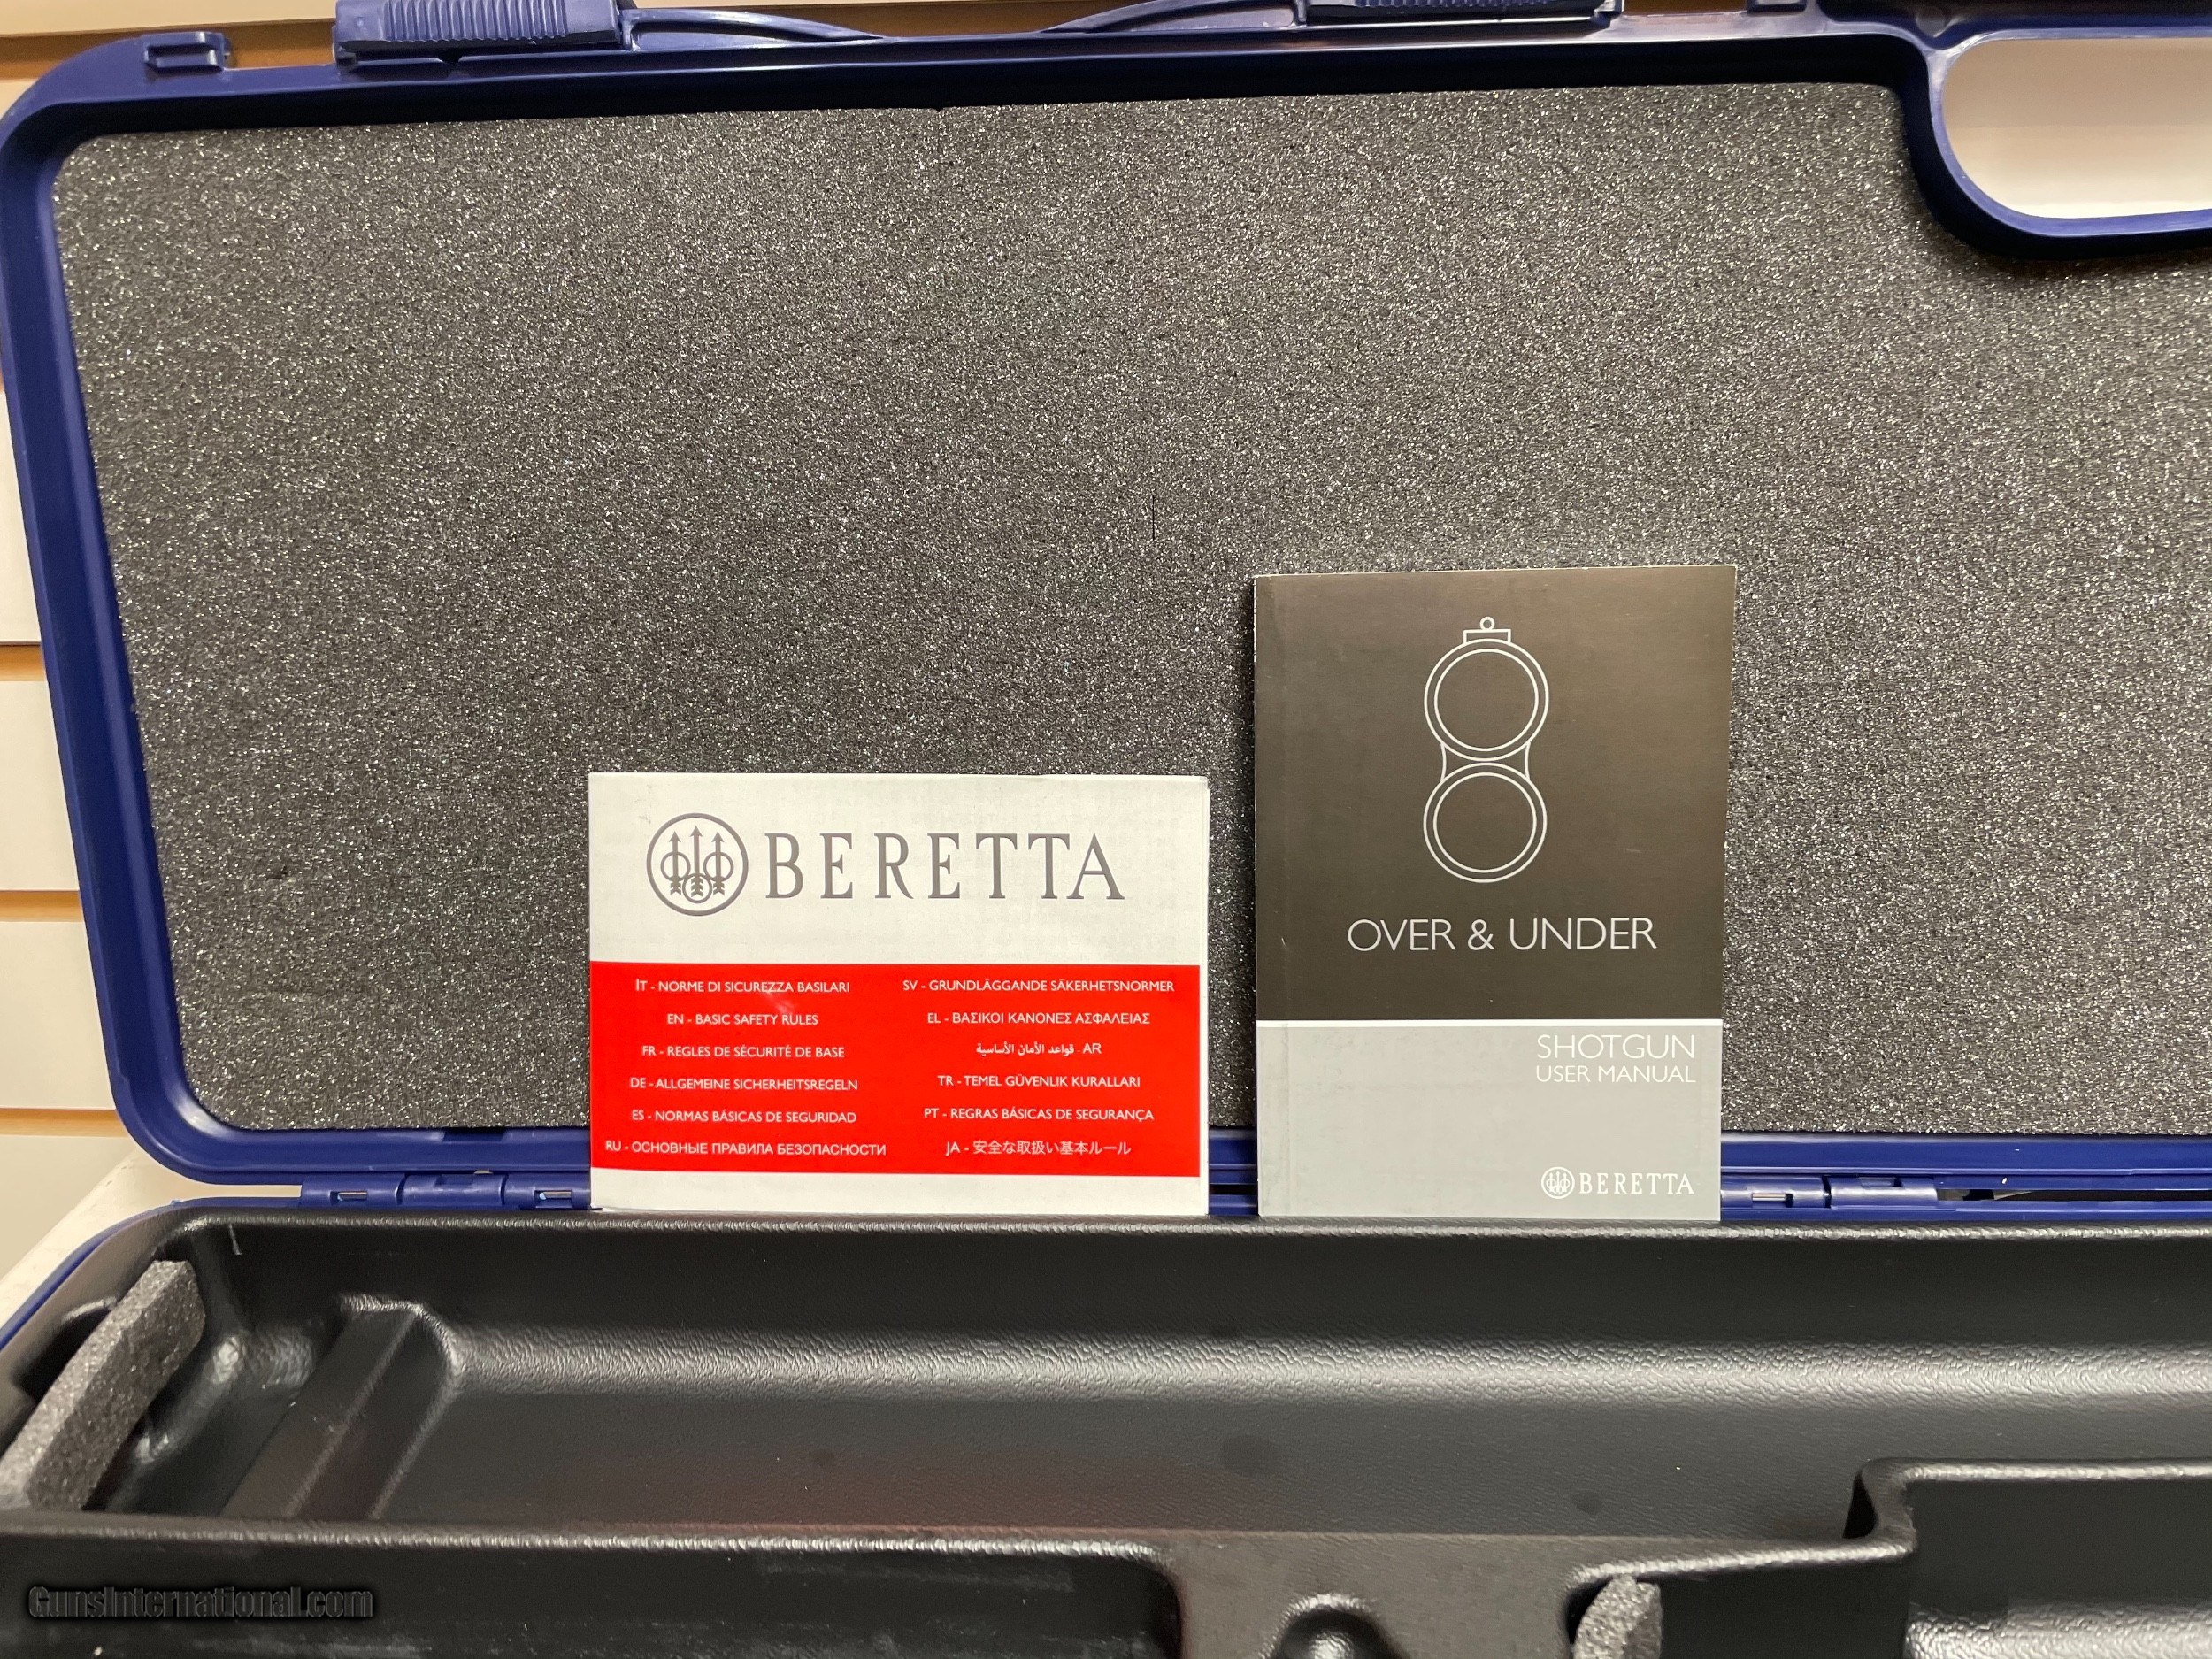 BERETTA
IT - NORME DI SICUREZZA BASILARI
EN - BASIC SAFETY RULES
FR - REGLES DE SÉCURITÉ DE BASE
DE - ALLGEMEINE SICHERHEITSREGELN
ES - NORMAS BÁSICAS DE SEGURIDAD
RU - ОСНОВНЫЕ ПРАВИЛА БЕЗОПАСНОСТИ
SV - GRUNDLÄGGANDE SÄKERHETSNORMER
EL - ΒΑΣΙΚΟΙ ΚΑΝΟΝΕΣ ΑΣΦΑΛΕΙΑΣ
AR - قواعد الأمان الأساسية
TR - TEMEL GÜVENLIK KURALLARI
PT - REGRAS BÁSICAS DE SEGURANÇA
JA - 安全な取扱い基本ルール
OVER & UNDER
SHOTGUN
USER MANUAL
BERETTA
GunsInternational.com